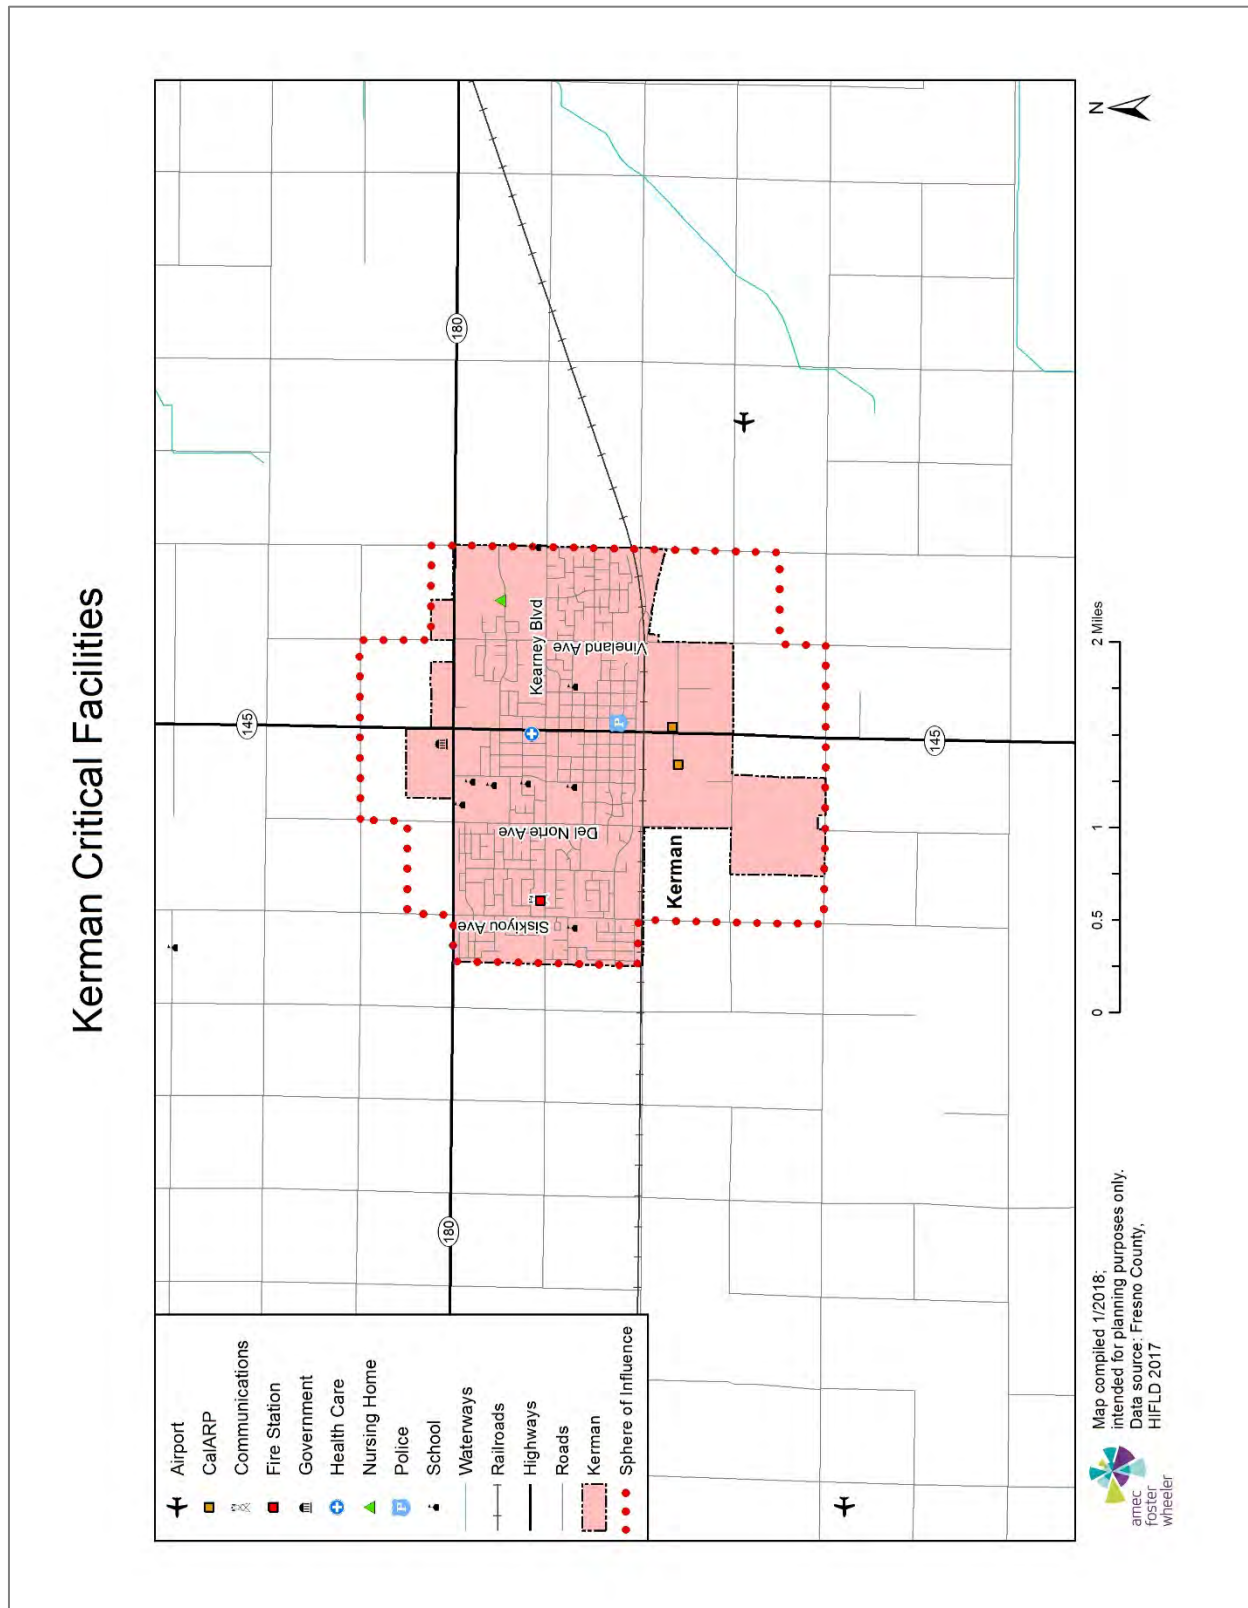 Kerman Critical Facilities
145
180
180
145
Kearney Blvd
Vineland Ave
Del Norte Ave
Siskiyou Ave
Kerman
P
Airport
CalARP
Communications
Fire Station
Government
Health Care
Nursing Home
P
Police
School
Waterways
Railroads
Highways
Roads
Kerman
Sphere of Influence
N
0 0.5 1 2 Miles
amec
foster
wheeler
Map compiled 1/2018;
intended for planning purposes only.
Data source: Fresno County,
HIFLD 2017